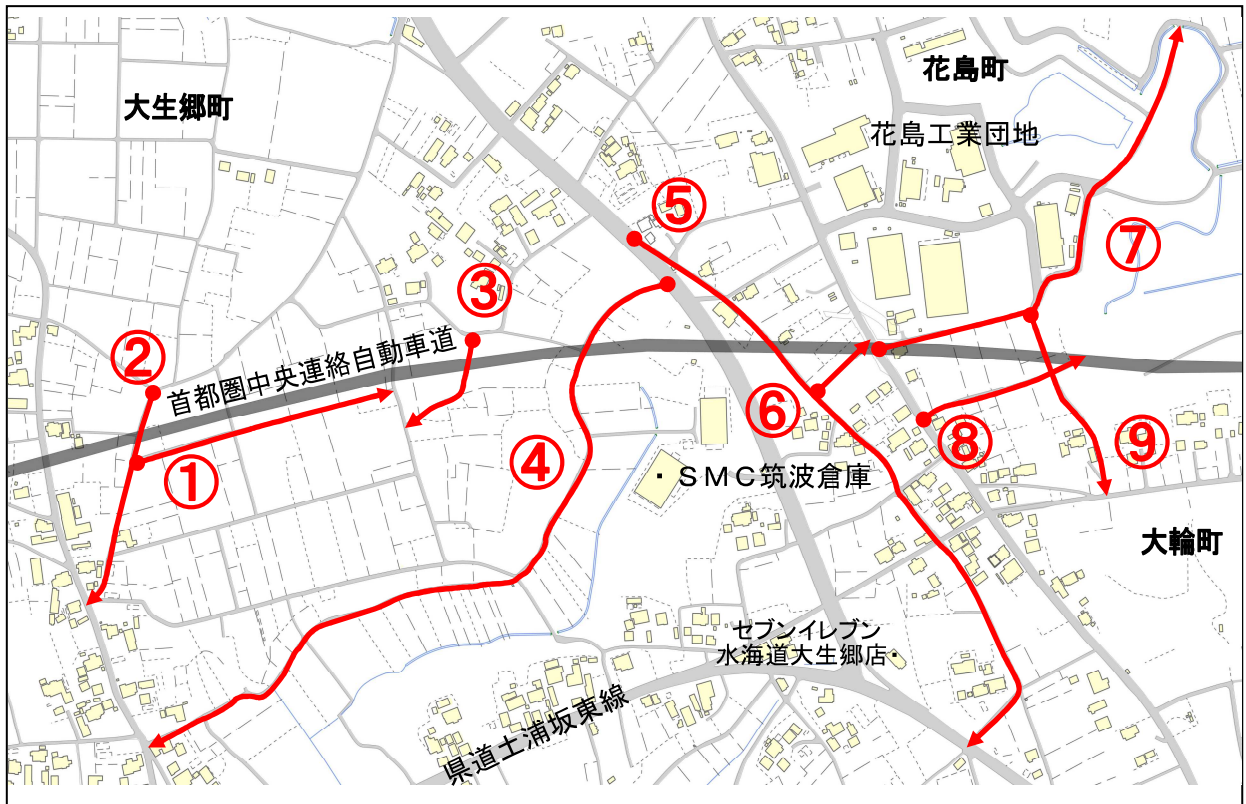 花島町
大生郷町
花島工業団地
⑤
⑦
③
首都圏中央連絡自動車道
②
⑥
④
①
⑧
⑨
・ＳＭＣ筑波倉庫
大輪町
セブンイレブン
水海道大生郷店・
県道土浦坂東線